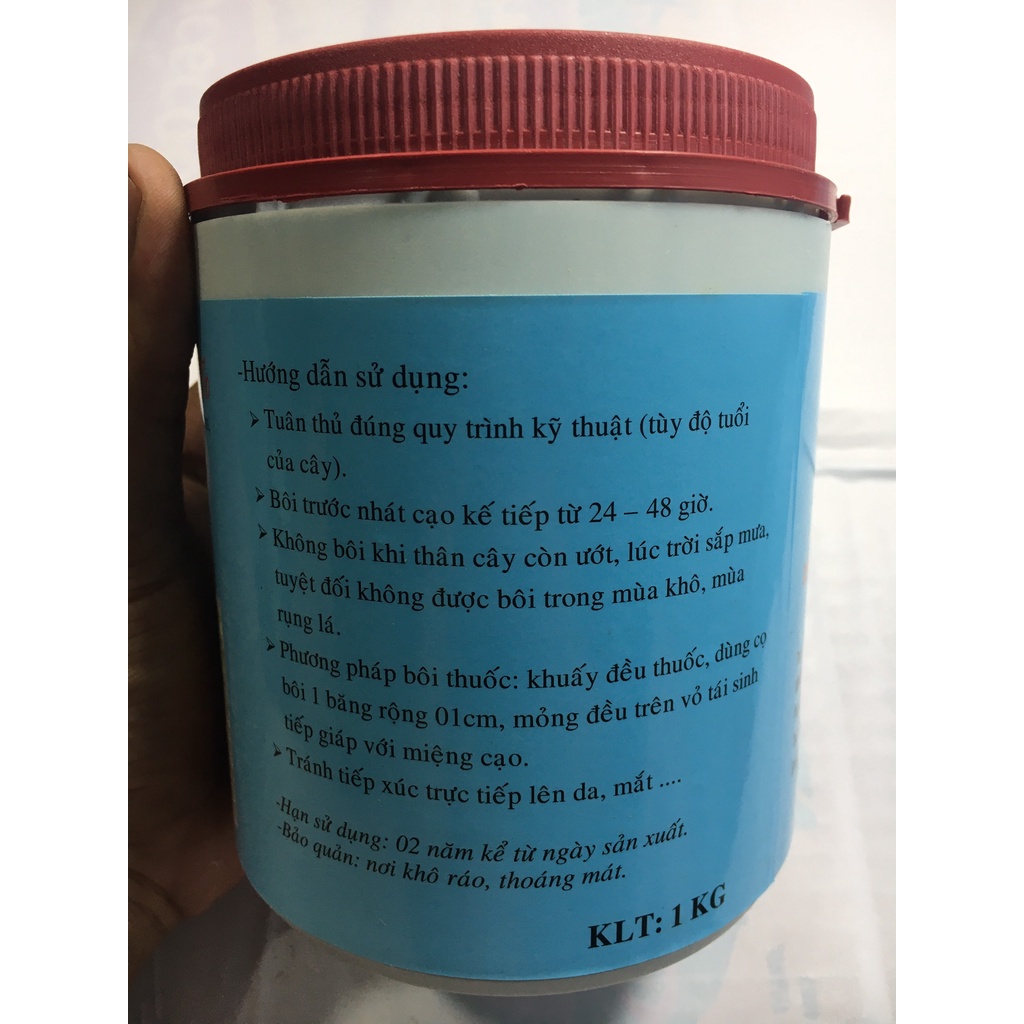 -Hướng dẫn sử dụng:
➢Tuân thủ đúng quy trình kỹ thuật (tùy độ tuổi
của cây).
➢Bôi trước nhát cạo kế tiếp từ 24 – 48 giờ.
➢Không bôi khi thân cây còn ướt, lúc trời sắp mưa,
tuyệt đối không được bôi trong mùa khô, mùa
rụng lá.
➢Phương pháp bôi thuốc: khuấy đều thuốc, dùng cọ
bôi 1 băng rộng 01cm, mỏng đều trên vỏ tái sinh
tiếp giáp với miệng cạo.
➢Tránh tiếp xúc trực tiếp lên da, mắt ....
-Hạn sử dụng: 02 năm kể từ ngày sản xuất.
-Bảo quản: nơi khô ráo, thoáng mát.
KLT: 1 KG